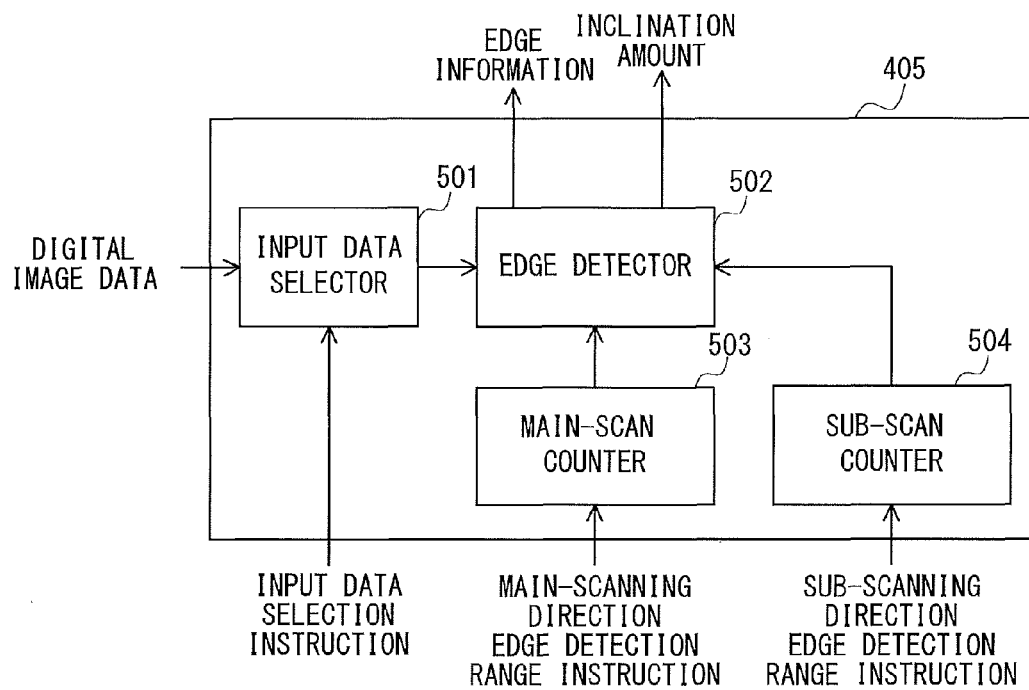 EDGE
INFORMATION
INCLINATION
AMOUNT
405
501
502
DIGITAL
IMAGE DATA
INPUT DATA
SELECTOR
EDGE DETECTOR
503
504
MAIN-SCAN
COUNTER
SUB-SCAN
COUNTER
INPUT DATA
SELECTION
INSTRUCTION
MAIN-SCANNING
DIRECTION
EDGE DETECTION
RANGE INSTRUCTION
SUB-SCANNING
DIRECTION
EDGE DETECTION
RANGE INSTRUCTION